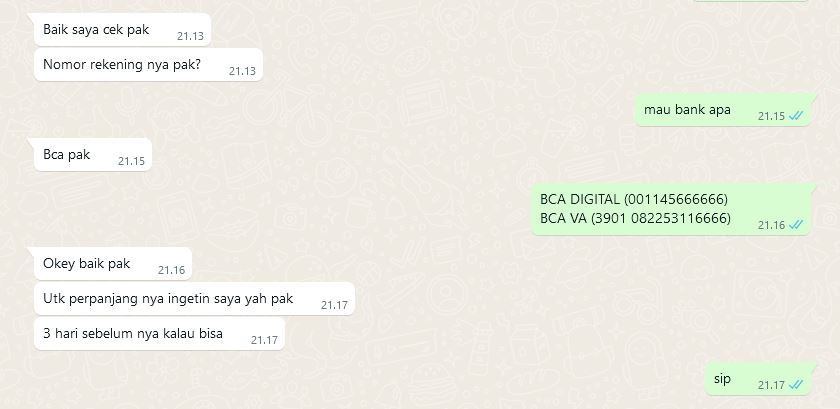 Baik saya cek pak
21.13
Nomor rekening nya pak?
21.13
mau bank apa
21.15
Bca pak
21.15
BCA DIGITAL (001145666666)
BCA VA (3901 082253116666)
21.16
Okey baik pak
21.16
Utk perpanjang nya ingetin saya yah pak
21.17
3 hari sebelum nya kalau bisa
21.17
sip
21.17